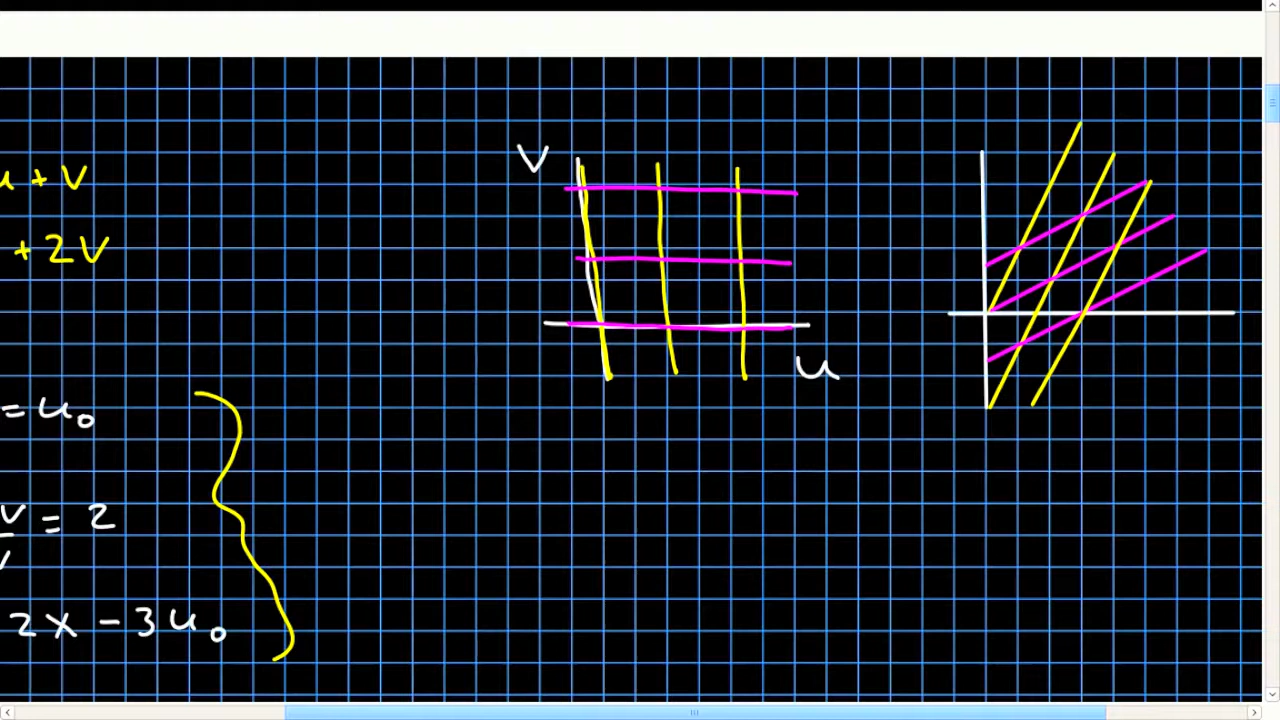 u + V
+ 2V
= u₀
V = 2
2x - 3u₀
V
u